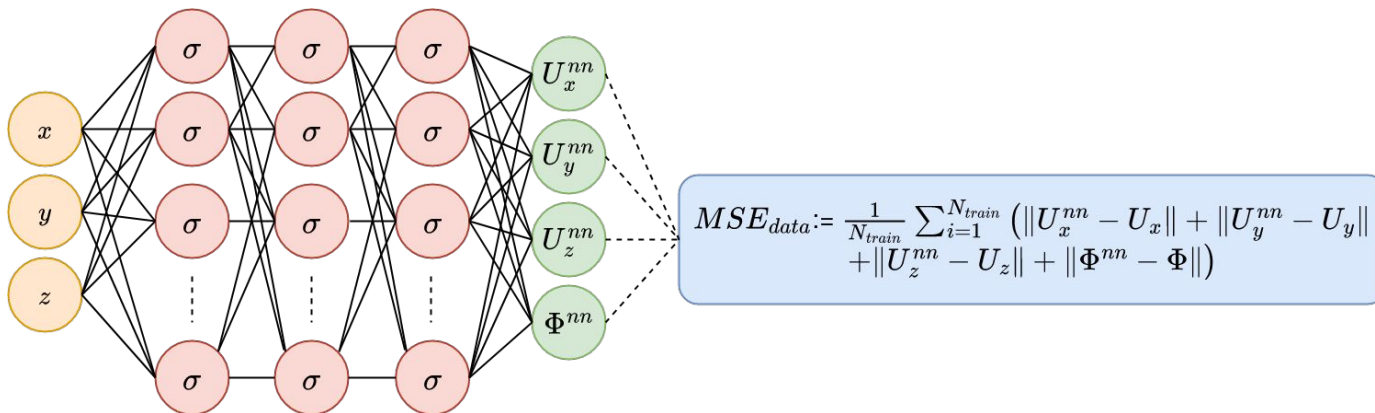 x
y
z
σ σ σ
σ σ σ
σ σ σ
σ σ σ
U_x^{nn}
U_y^{nn}
U_z^{nn}
Φ^{nn}
MSE_{data} := \frac{1}{N_{train}} \sum_{i=1}^{N_{train}} (‖U_x^{nn} − U_x‖ + ‖U_y^{nn} − U_y‖
+‖U_z^{nn} − U_z‖ + ‖Φ^{nn} − Φ‖)